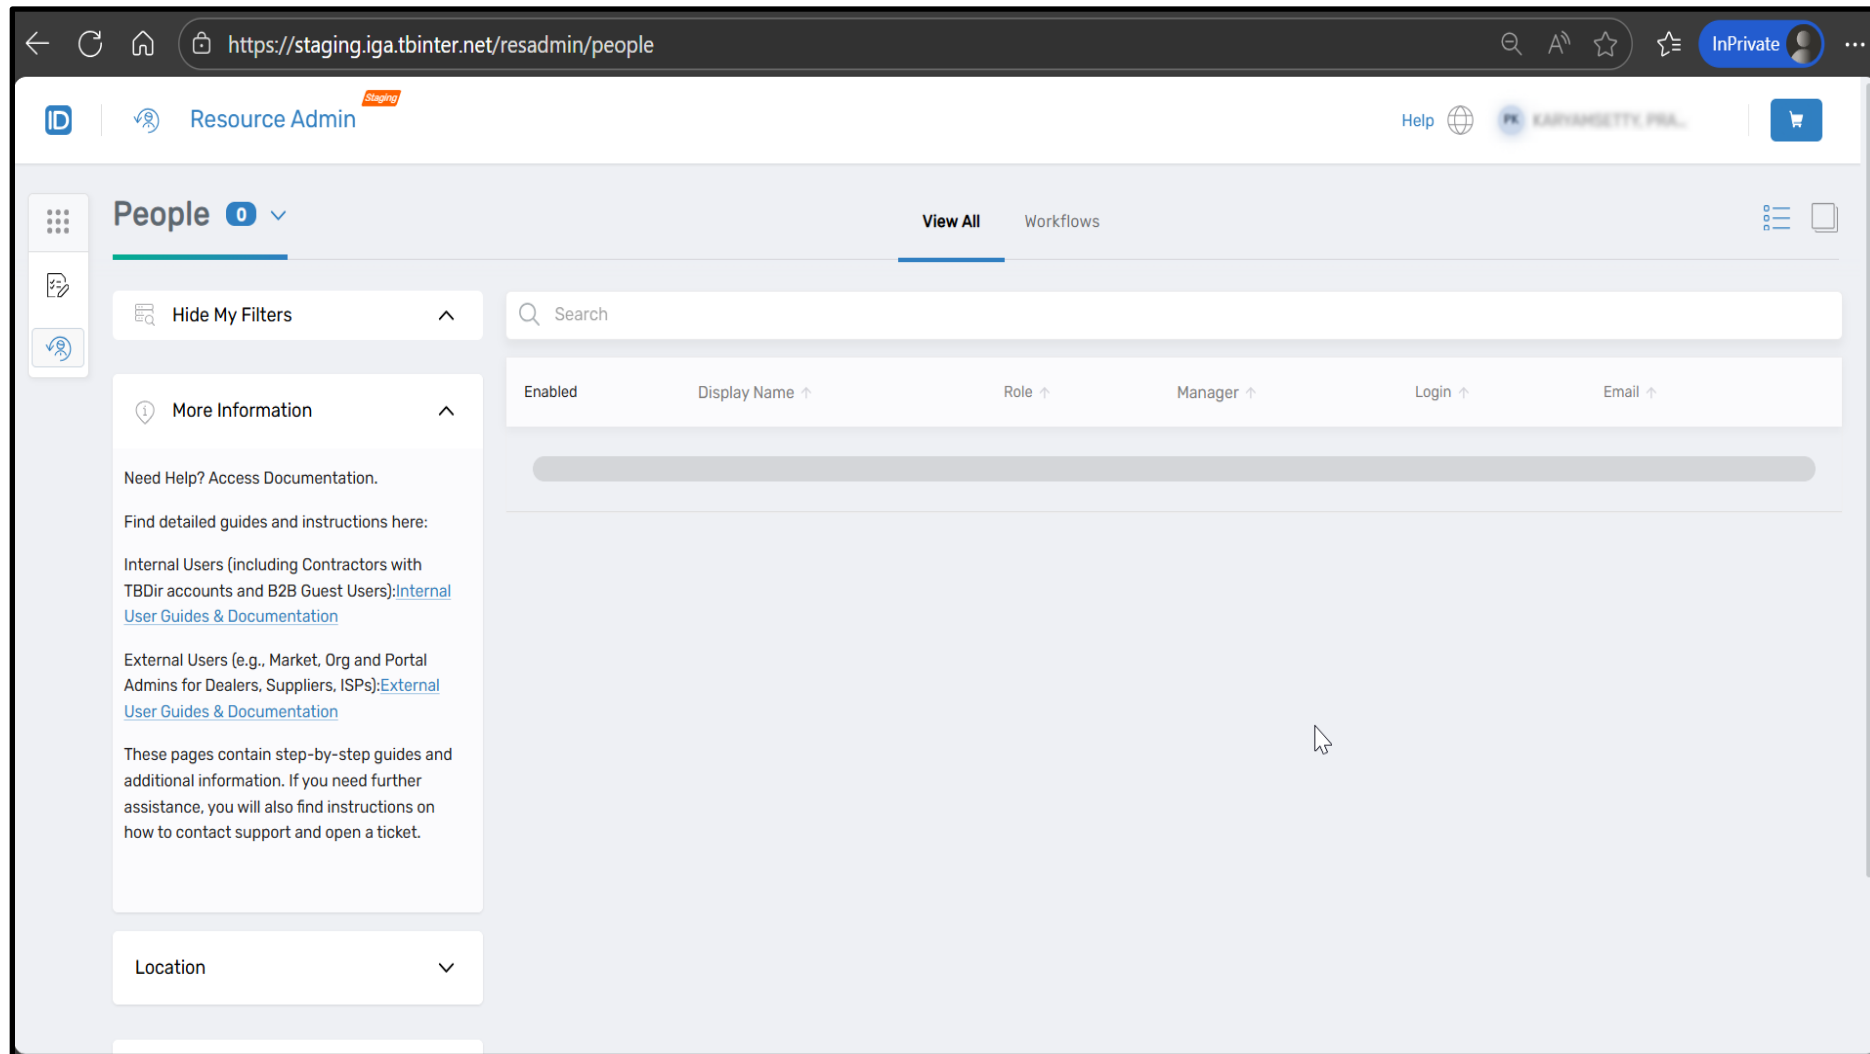 https://staging.iga.tbinter.net/resadmin/people
InPrivate
ID
Resource Admin
Staging
Help
PK
KARYAMSETTY, PRA...
People 0
View All
Workflows
Hide My Filters
Search
Enabled Display Name Role Manager Login Email
More Information
Need Help? Access Documentation.
Find detailed guides and instructions here:
Internal Users (including Contractors with
TBDir accounts and B2B Guest Users):Internal
User Guides & Documentation
External Users (e.g., Market, Org and Portal
Admins for Dealers, Suppliers, ISPs):External
User Guides & Documentation
These pages contain step-by-step guides and
additional information. If you need further
assistance, you will also find instructions on
how to contact support and open a ticket.
Location